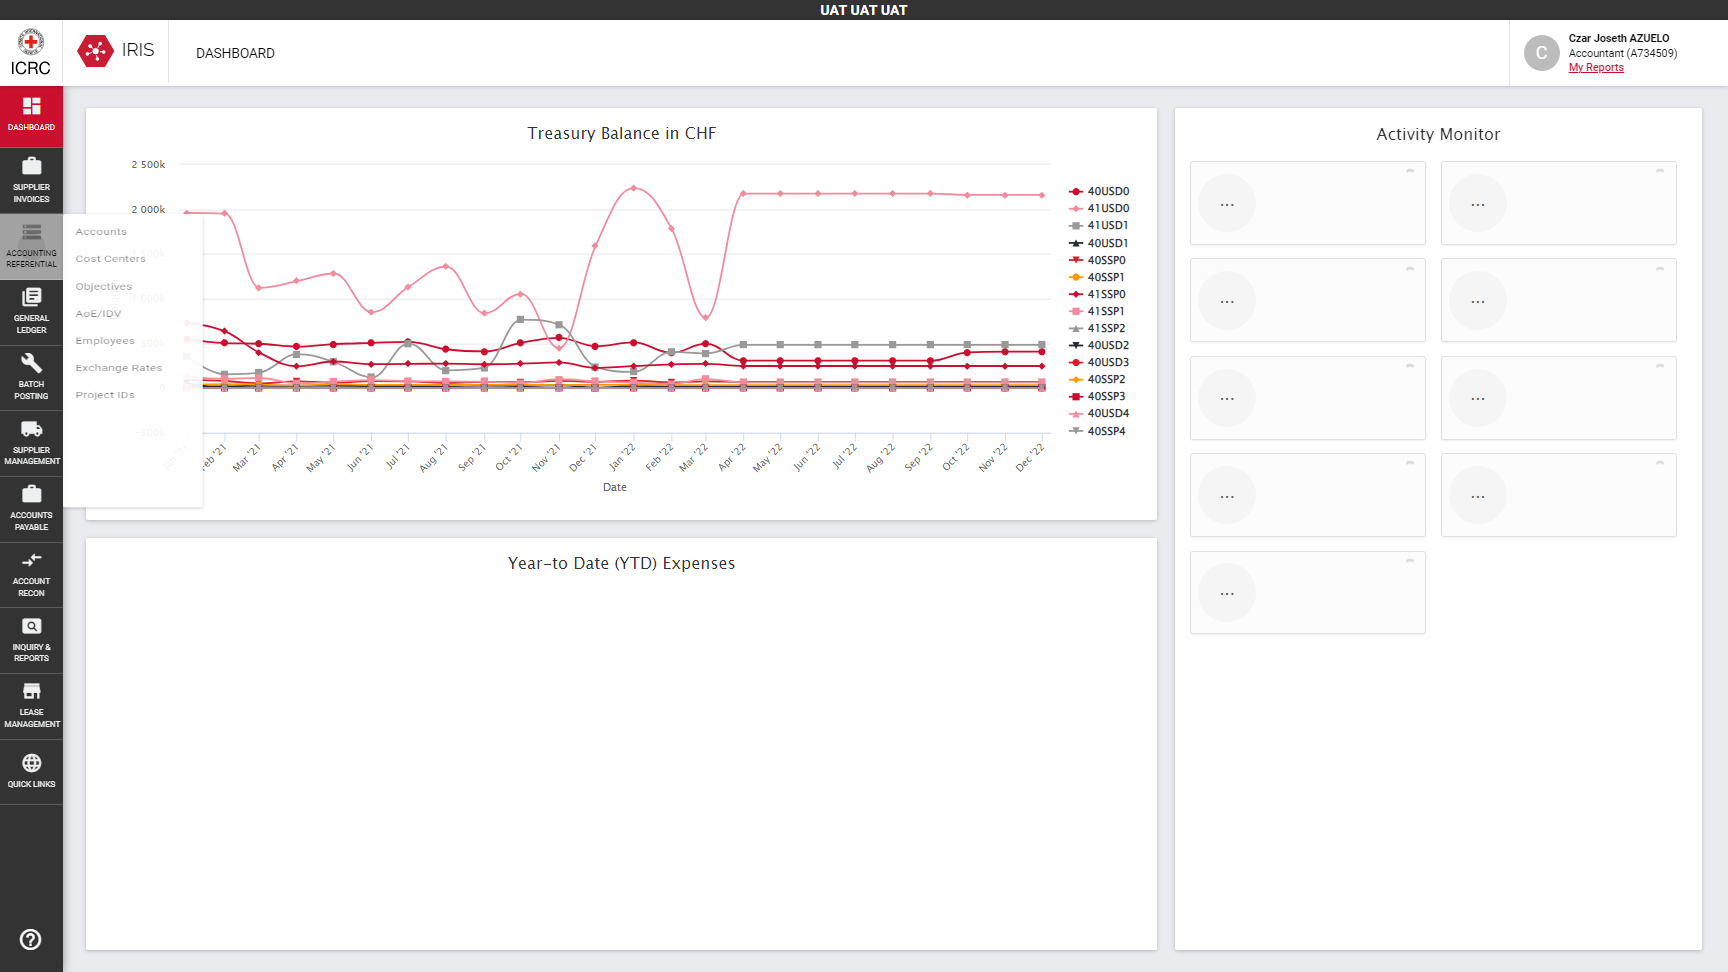 UAT UAT UAT
ICRC
IRIS
DASHBOARD
Czar Joseth AZUELO
C
Accountant (A734509)
My Reports
DASHBOARD
SUPPLIER
INVOICES
ACCOUNTING
REFERENTIAL
GENERAL
LEDGER
BATCH
POSTING
SUPPLIER
MANAGEMENT
ACCOUNTS
PAYABLE
ACCOUNT
RECON
INQUIRY &
REPORTS
LEASE
MANAGEMENT
QUICK LINKS
Accounts
Cost Centers
Objectives
AoE/IDV
Employees
Exchange Rates
Project IDs
Treasury Balance in CHF
2 500k
2 000k
1 000k
0
-500k
Jan '21
Feb '21
Mar '21
Apr '21
May '21
Jun '21
Jul '21
Aug '21
Sep '21
Oct '21
Nov '21
Dec '21
Jan '22
Feb '22
Mar '22
Apr '22
May '22
Jun '22
Jul '22
Aug '22
Sep '22
Oct '22
Nov '22
Dec '22
Date
40USD0
41USD0
41USD1
40USD1
40SSP0
40SSP1
41SSP0
41SSP1
41SSP2
40USD2
40USD3
40SSP2
40SSP3
40USD4
40SSP4
Year-to Date (YTD) Expenses
Activity Monitor
...
...
...
...
...
...
...
...
...